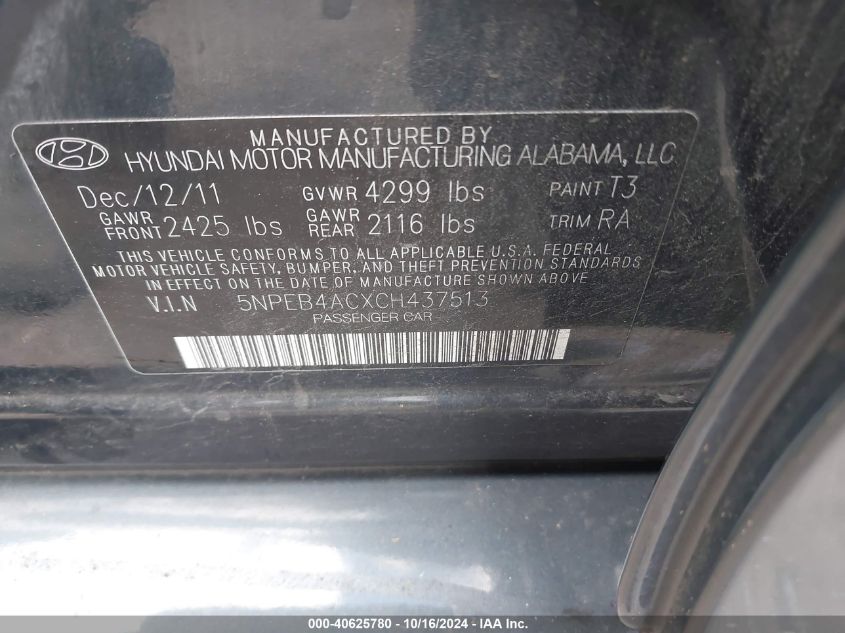 MANUFACTURED BY
HYUNDAI MOTOR MANUFACTURING ALABAMA, LLC
Dec/12/11 GVWR 4299 lbs PAINT T3
GAWR FRONT 2425 lbs GAWR REAR 2116 lbs TRIM RA
THIS VEHICLE CONFORMS TO ALL APPLICABLE U.S.A. FEDERAL
MOTOR VEHICLE SAFETY, BUMPER, AND THEFT PREVENTION STANDARDS
IN EFFECT ON THE DATE OF MANUFACTURE SHOWN ABOVE
V.I.N 5NPEB4ACXCH437513
PASSENGER CAR
000-40625780 - 10/16/2024 - IAA Inc.